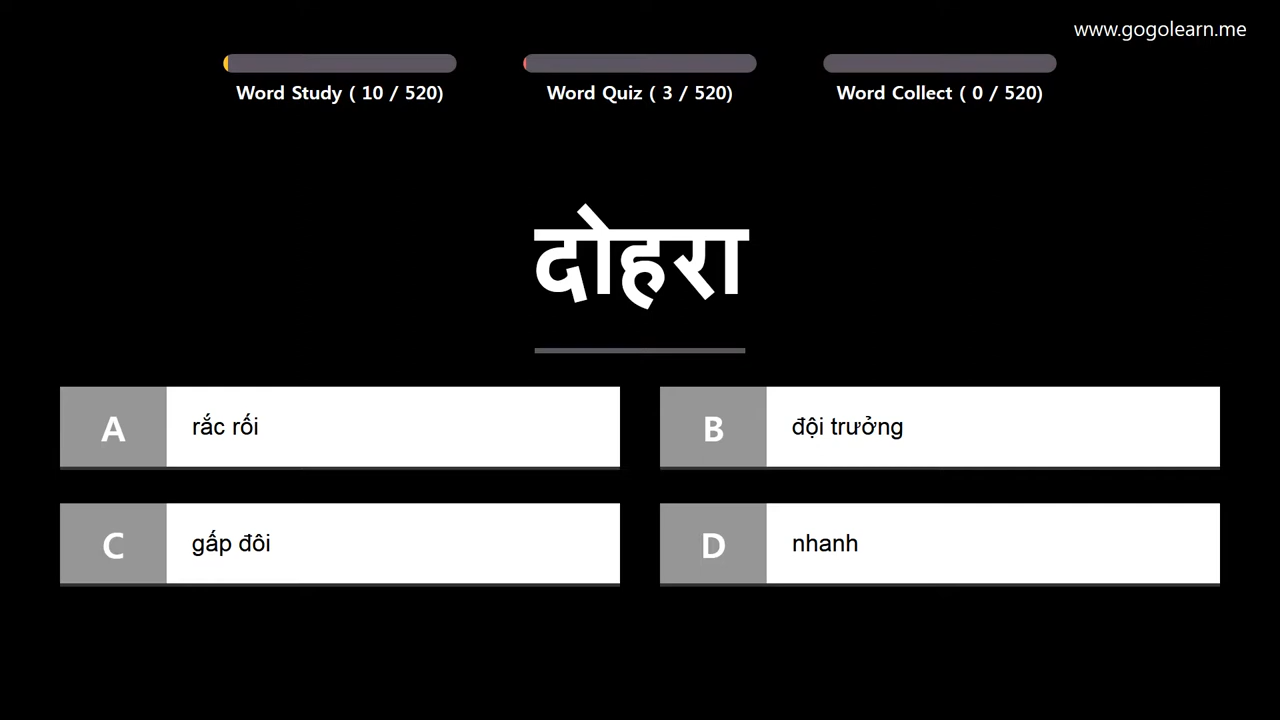 www.gogolearn.me
Word Study ( 10 / 520)
Word Quiz ( 3 / 520)
Word Collect ( 0 / 520)
दोहरा
A rắc rối
B đội trưởng
C gấp đôi
D nhanh